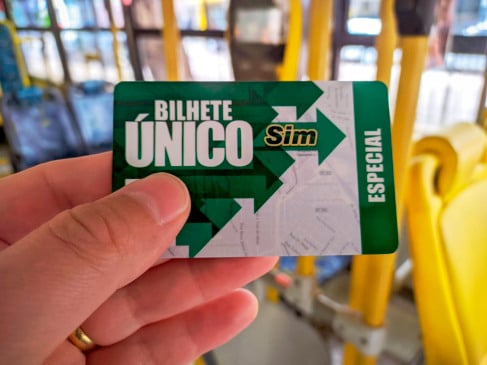 BILHETE
ÚNICO
Sim
ESPECIAL